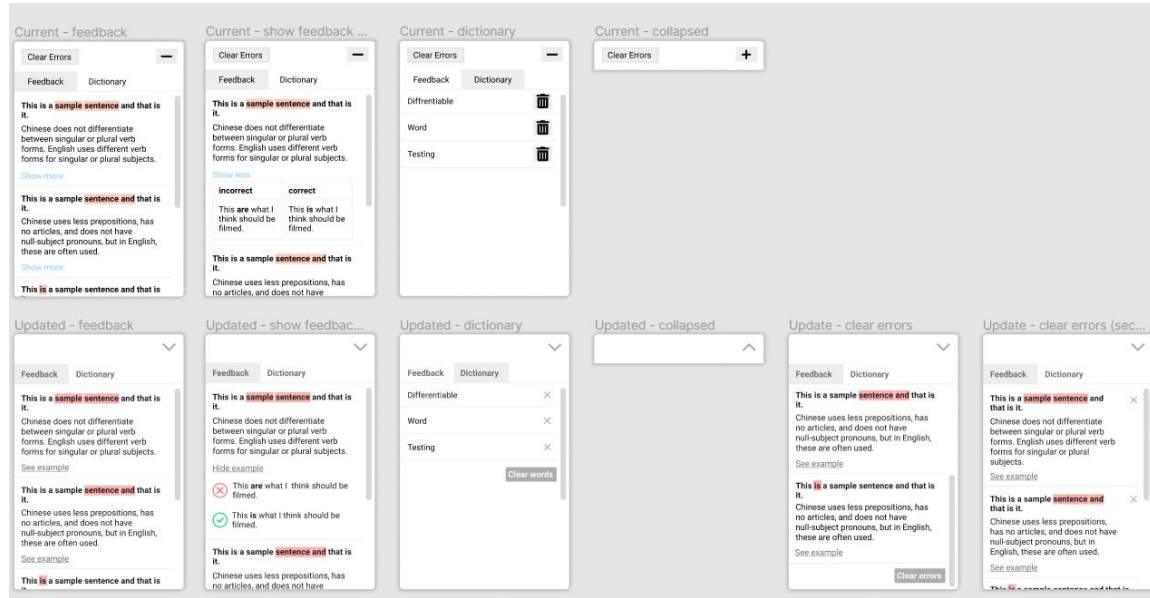 Current - feedback
Clear Errors
Feedback Dictionary
This is a sample sentence and that is
it.
Chinese does not differentiate
between singular or plural verb
forms. English uses different verb
forms for singular or plural subjects.
Show more
This is a sample sentence and that is
it.
Chinese uses less prepositions, has
no articles, and does not have
null-subject pronouns, but in English,
these are often used.
Show more
This is a sample sentence and that is
Current - show feedback ...
Clear Errors
Feedback Dictionary
This is a sample sentence and that is
it.
Chinese does not differentiate
between singular or plural verb
forms. English uses different verb
forms for singular or plural subjects.
Show less
incorrect correct
This are what I This is what I
think should be think should be
filmed. filmed.
This is a sample sentence and that is
it.
Chinese uses less prepositions, has
no articles, and does not have
Current - dictionary
Clear Errors
Feedback Dictionary
Diffrentiable
Word
Testing
Current - collapsed
Clear Errors
Updated - feedback
Feedback Dictionary
This is a sample sentence and that is
it.
Chinese does not differentiate
between singular or plural verb
forms. English uses different verb
forms for singular or plural subjects.
See example
This is a sample sentence and that is
it.
Chinese uses less prepositions, has
no articles, and does not have
null-subject pronouns, but in English,
these are often used.
See example
This is a sample sentence and that is
Updated - show feedbac...
Feedback Dictionary
This is a sample sentence and that is
it.
Chinese does not differentiate
between singular or plural verb
forms. English uses different verb
forms for singular or plural subjects.
Hide example
This are what I think should be
filmed.
This is what I think should be
filmed.
This is a sample sentence and that is
it.
Chinese uses less prepositions, has
no articles, and does not have
Updated - dictionary
Feedback Dictionary
Differentiable
Word
Testing
Clear words
Updated - collapsed
Update - clear errors
Feedback Dictionary
This is a sample sentence and that is
it.
Chinese uses less prepositions, has
no articles, and does not have
null-subject pronouns, but in English,
these are often used.
See example
This is a sample sentence and that is
it.
Chinese uses less prepositions, has
no articles, and does not have
null-subject pronouns, but in English,
these are often used.
See example
Clear errors
Update - clear errors (sec...
Feedback Dictionary
This is a sample sentence and
that is it.
Chinese does not differentiate
between singular or plural verb
forms. English uses different verb
forms for singular or plural
subjects.
See example
This is a sample sentence and
that is it.
Chinese uses less prepositions,
has no articles, and does not have
null-subject pronouns, but in
English, these are often used.
See example
This is a sample sentence and that is